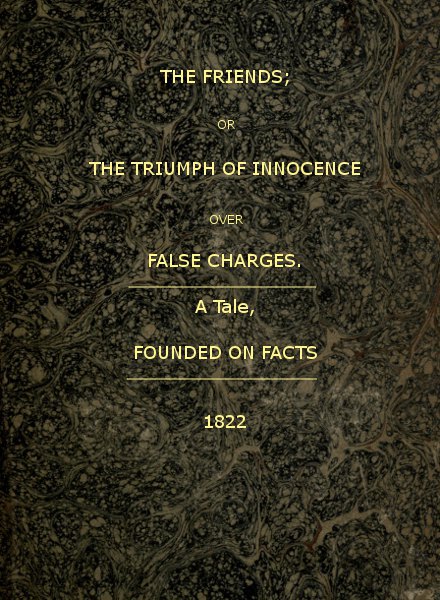 THE FRIENDS;
OR
THE TRIUMPH OF INNOCENCE
OVER
FALSE CHARGES.
A Tale,
FOUNDED ON FACTS
1822